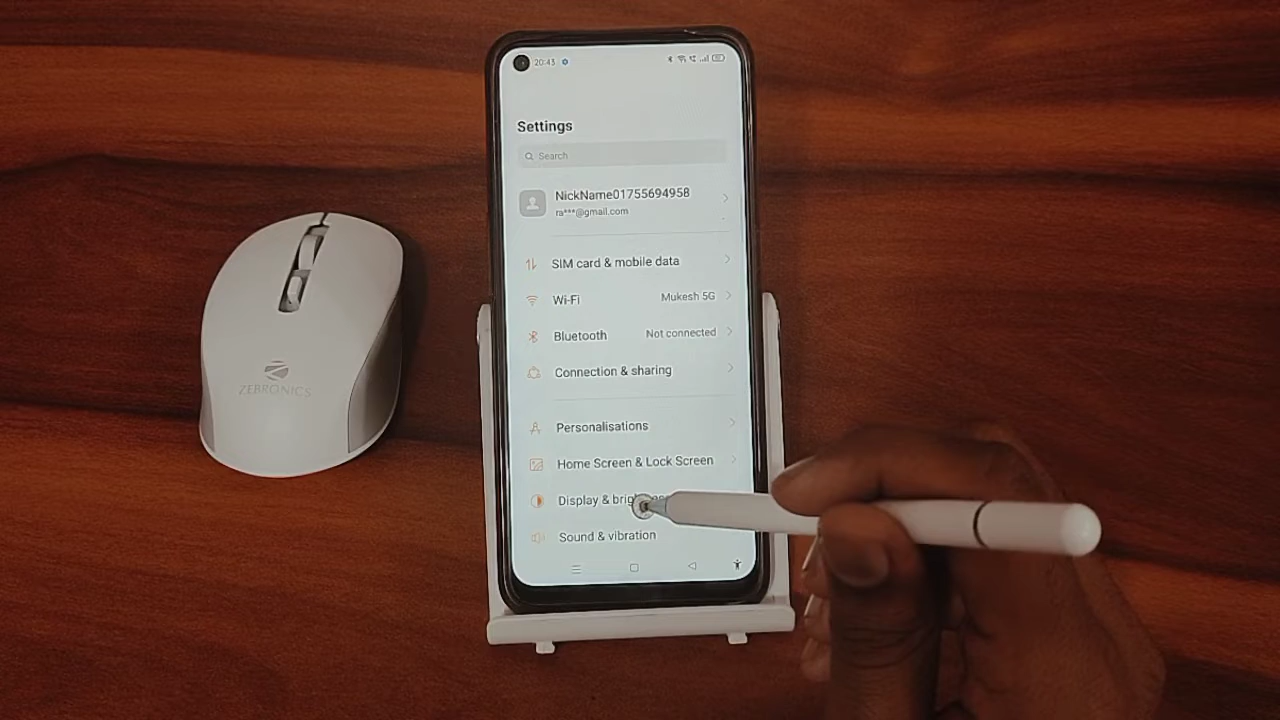 20:43
Settings
Search
NickName01755694958
ra***@gmail.com
SIM card & mobile data
Wi-Fi Mukesh 5G
Bluetooth Not connected
Connection & sharing
Personalisations
Home Screen & Lock Screen
Display &
Sound & vibration
ZEBRONICS